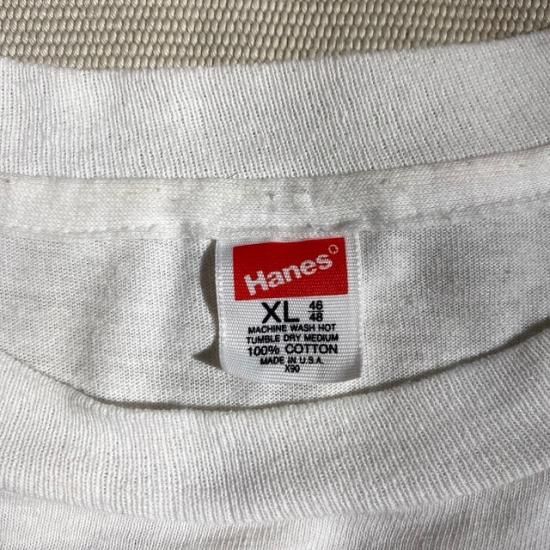 Hanes
XL 46/48
MACHINE WASH HOT
TUMBLE DRY MEDIUM
100% COTTON
MADE IN U.S.A.
X90